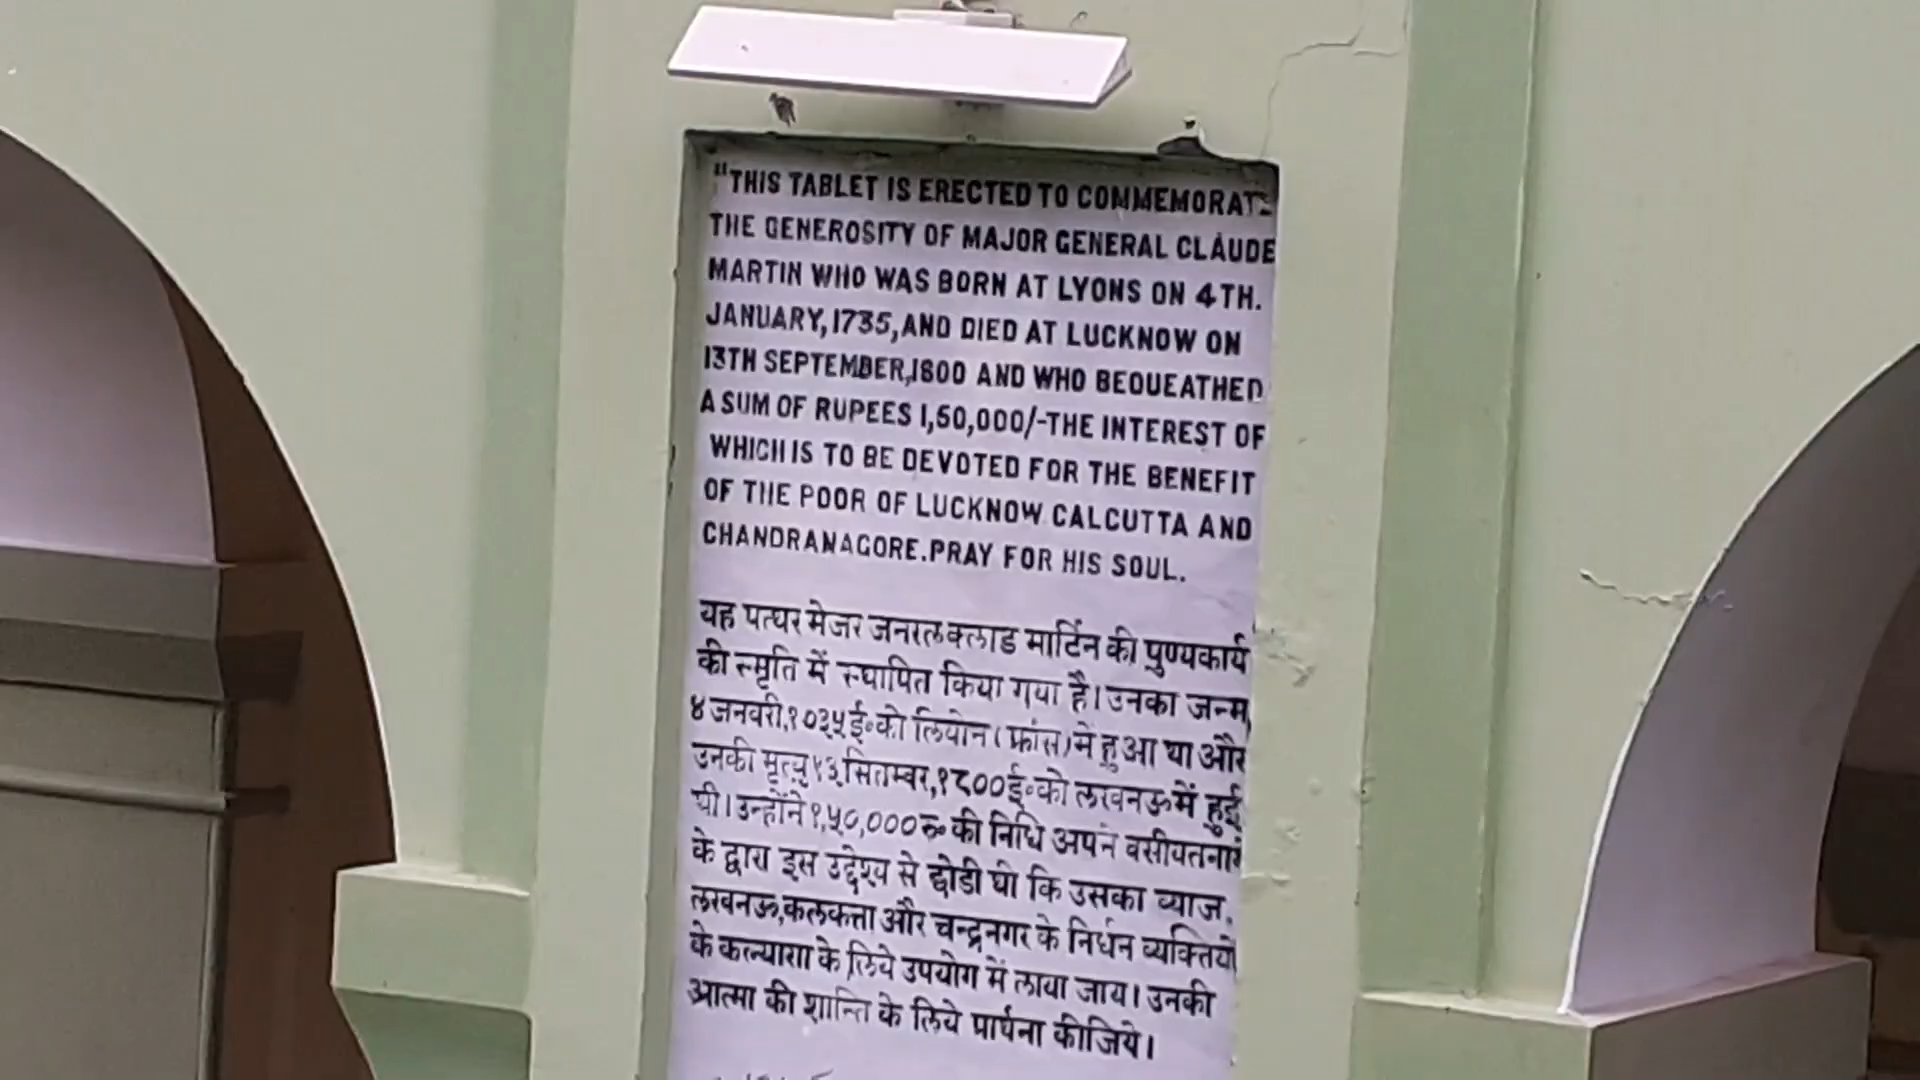 "THIS TABLET IS ERECTED TO COMMEMORATE
THE GENEROSITY OF MAJOR GENERAL CLAUDE
MARTIN WHO WAS BORN AT LYONS ON 4TH.
JANUARY, 1735, AND DIED AT LUCKNOW ON
13TH SEPTEMBER, 1800 AND WHO BEQUEATHED
A SUM OF RUPEES 1,50,000/-THE INTEREST OF
WHICH IS TO BE DEVOTED FOR THE BENEFIT
OF THE POOR OF LUCKNOW CALCUTTA AND
CHANDRANAGORE. PRAY FOR HIS SOUL.
यह पत्थर मेजर जनरल क्लाड मार्टिन की पुण्यकार्य
की स्मृति में स्थापित किया गया है। उनका जन्म
४ जनवरी, १०३५ ई० को लियोन (फ्रांस) में हुआ था और
उनकी मृत्यु १३ सितम्बर, १८०० ई० को लखनऊ में हुई
थी। उन्होंने १,५०,००० रु० की निधि अपने वसीयतनामे
के द्वारा इस उद्देश्य से छोडी थी कि उसका व्याज,
लखनऊ, कलकत्ता और चन्द्रनगर के निर्धन व्यक्तियों
के कल्याण के लिये उपयोग में लाया जाय। उनकी
आत्मा की शान्ति के लिये प्रार्थना कीजिये।